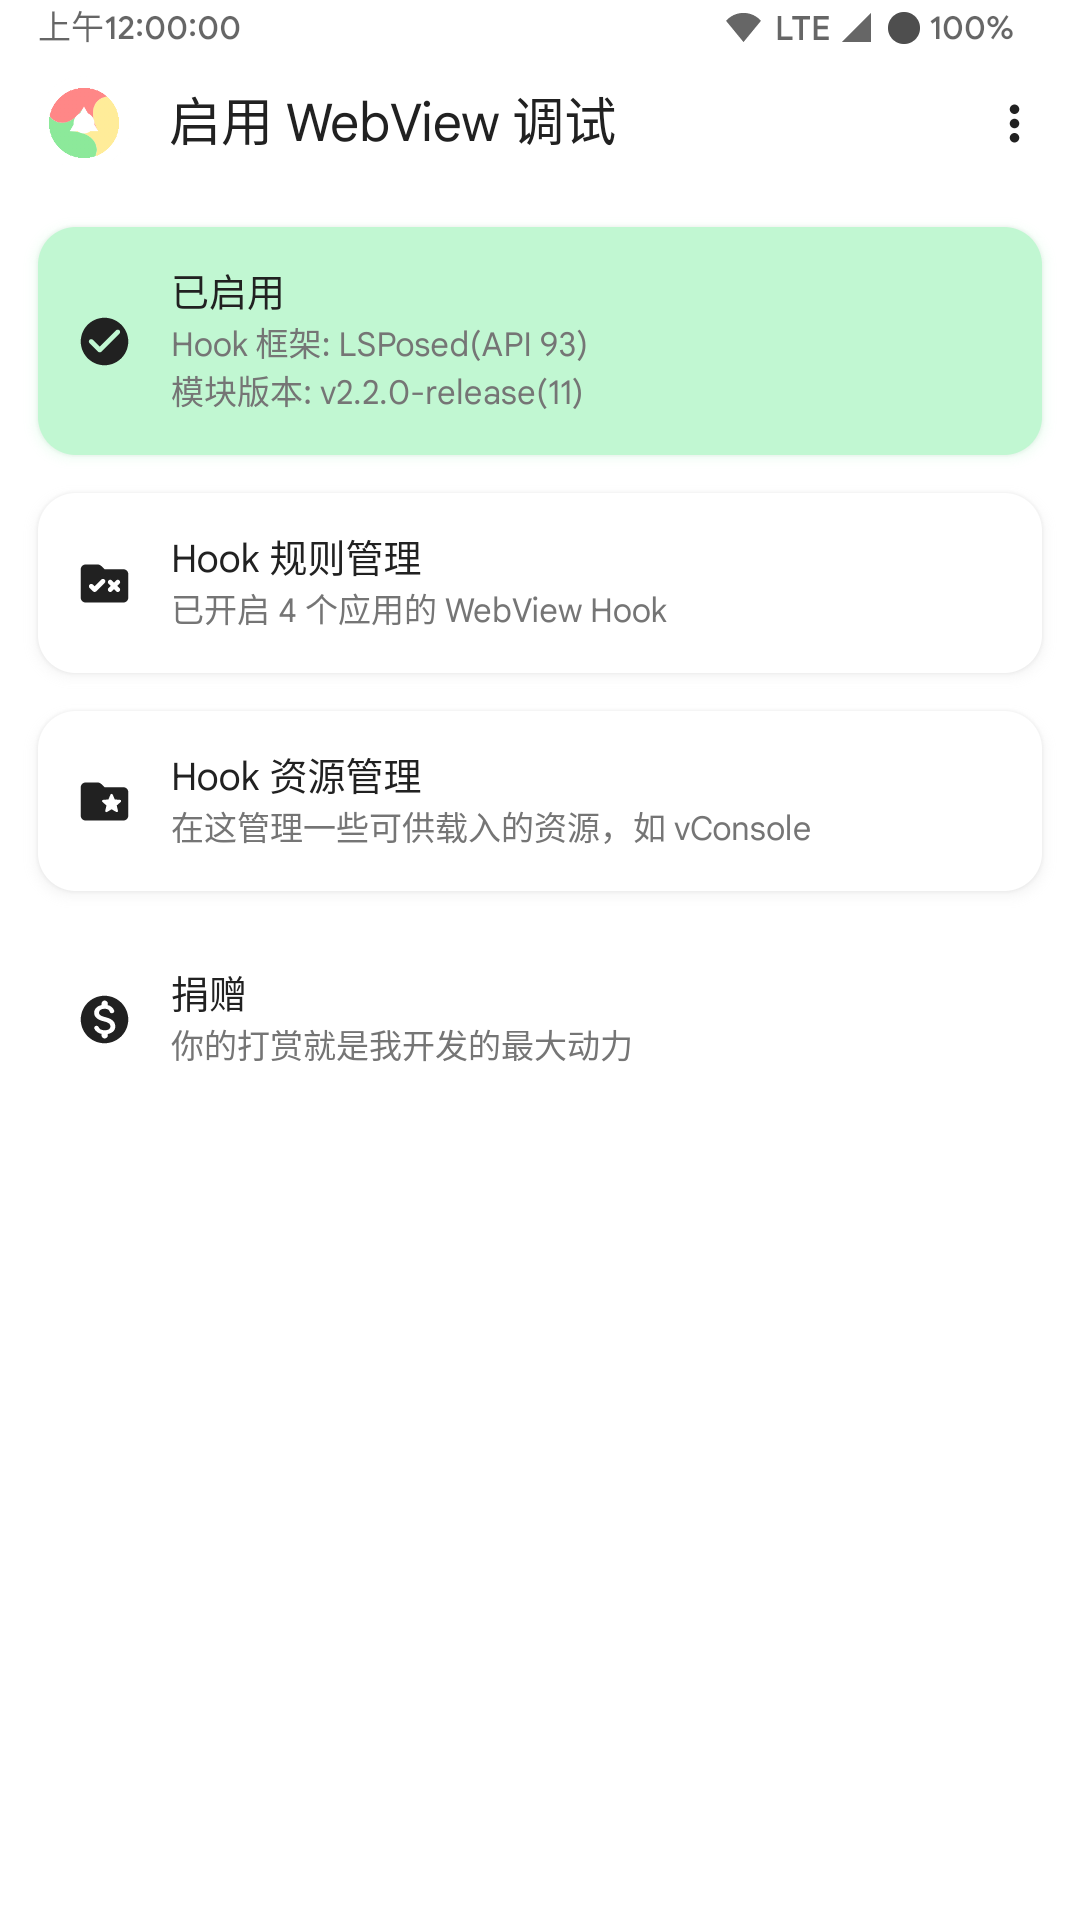 上午12:00:00 LTE 100%
启用 WebView 调试
已启用
Hook 框架: LSPosed(API 93)
模块版本: v2.2.0-release(11)
Hook 规则管理
已开启 4 个应用的 WebView Hook
Hook 资源管理
在这管理一些可供载入的资源，如 vConsole
捐赠
你的打赏就是我开发的最大动力